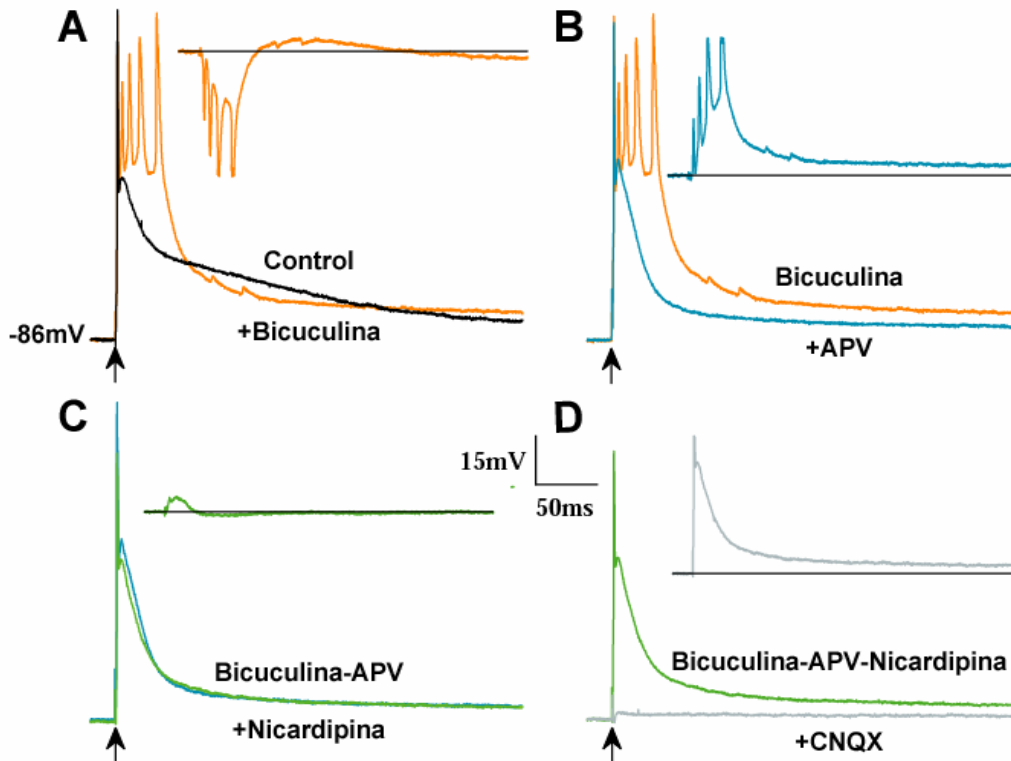 A
Control
+Bicuculina
-86mV
B
Bicuculina
+APV
C
Bicuculina-APV
+Nicardipina
15mV
50ms
D
Bicuculina-APV-Nicardipina
+CNQX